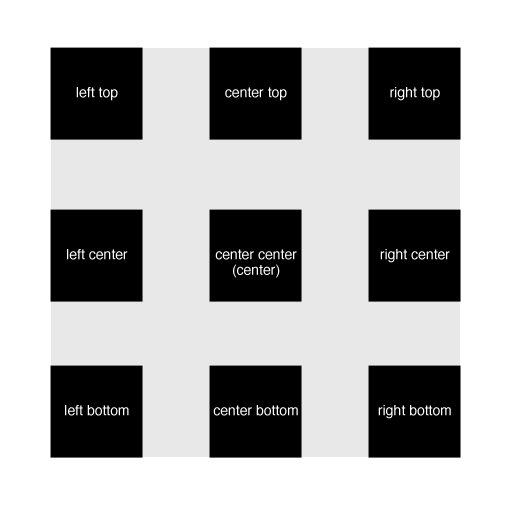 left top
center top
right top
left center
center center
(center)
right center
left bottom
center bottom
right bottom